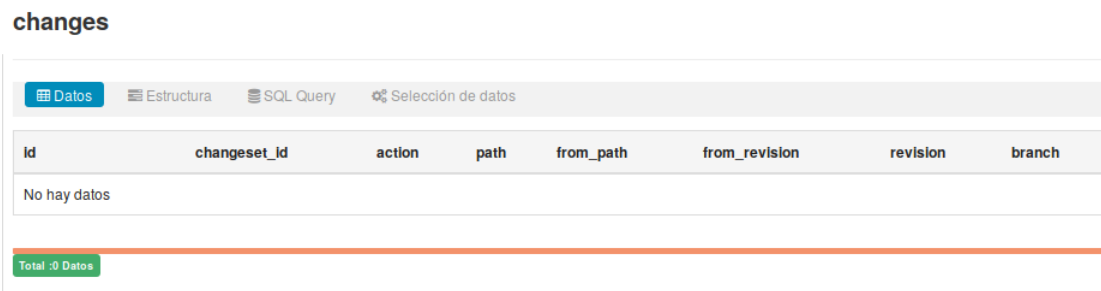 changes
Datos Estructura SQL Query Selección de datos
id changeset_id action path from_path from_revision revision branch
No hay datos
Total :0 Datos